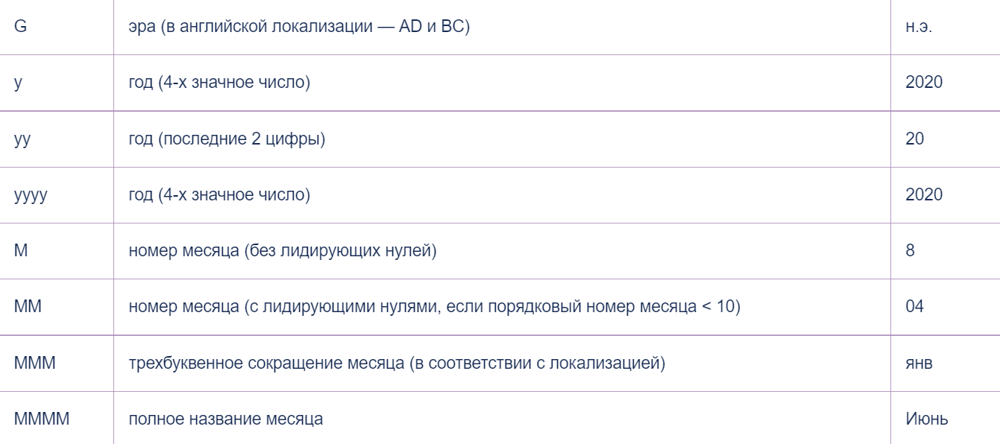 G эра (в английской локализации — AD и BC) н.э.
y год (4-х значное число) 2020
yy год (последние 2 цифры) 20
yyyy год (4-х значное число) 2020
M номер месяца (без лидирующих нулей) 8
MM номер месяца (с лидирующими нулями, если порядковый номер месяца < 10) 04
MMM трехбуквенное сокращение месяца (в соответствии с локализацией) янв
MMMM полное название месяца Июнь